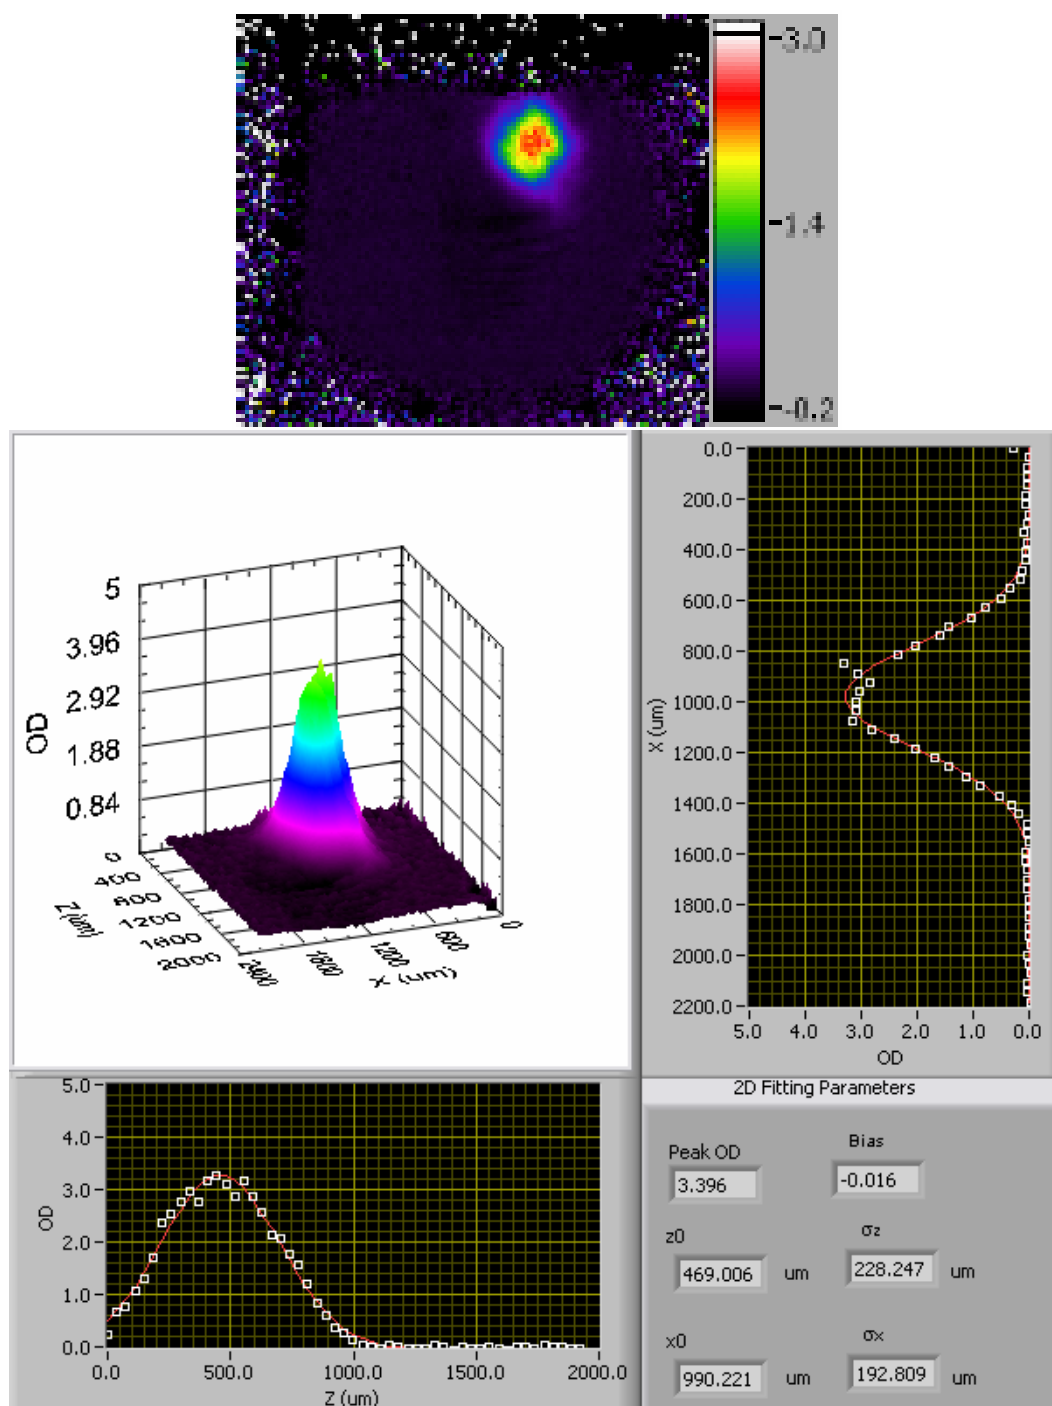 3.0
1.4
-0.2
5
3.96
2.92
1.88
0.84
0
OD
400
800
1200
1600
2000
Z (um)
2400
1800
1200
600
0
X (um)
0.0
200.0
400.0
600.0
800.0
1000.0
1200.0
1400.0
1600.0
1800.0
2000.0
2200.0
X (um)
5.0 4.0 3.0 2.0 1.0 0.0
OD
5.0
4.0
3.0
2.0
1.0
0.0
OD
0.0 500.0 1000.0 1500.0 2000.0
Z (um)
2D Fitting Parameters
Peak OD Bias
3.396 -0.016
z0 σz
469.006 um 228.247 um
x0 σx
990.221 um 192.809 um